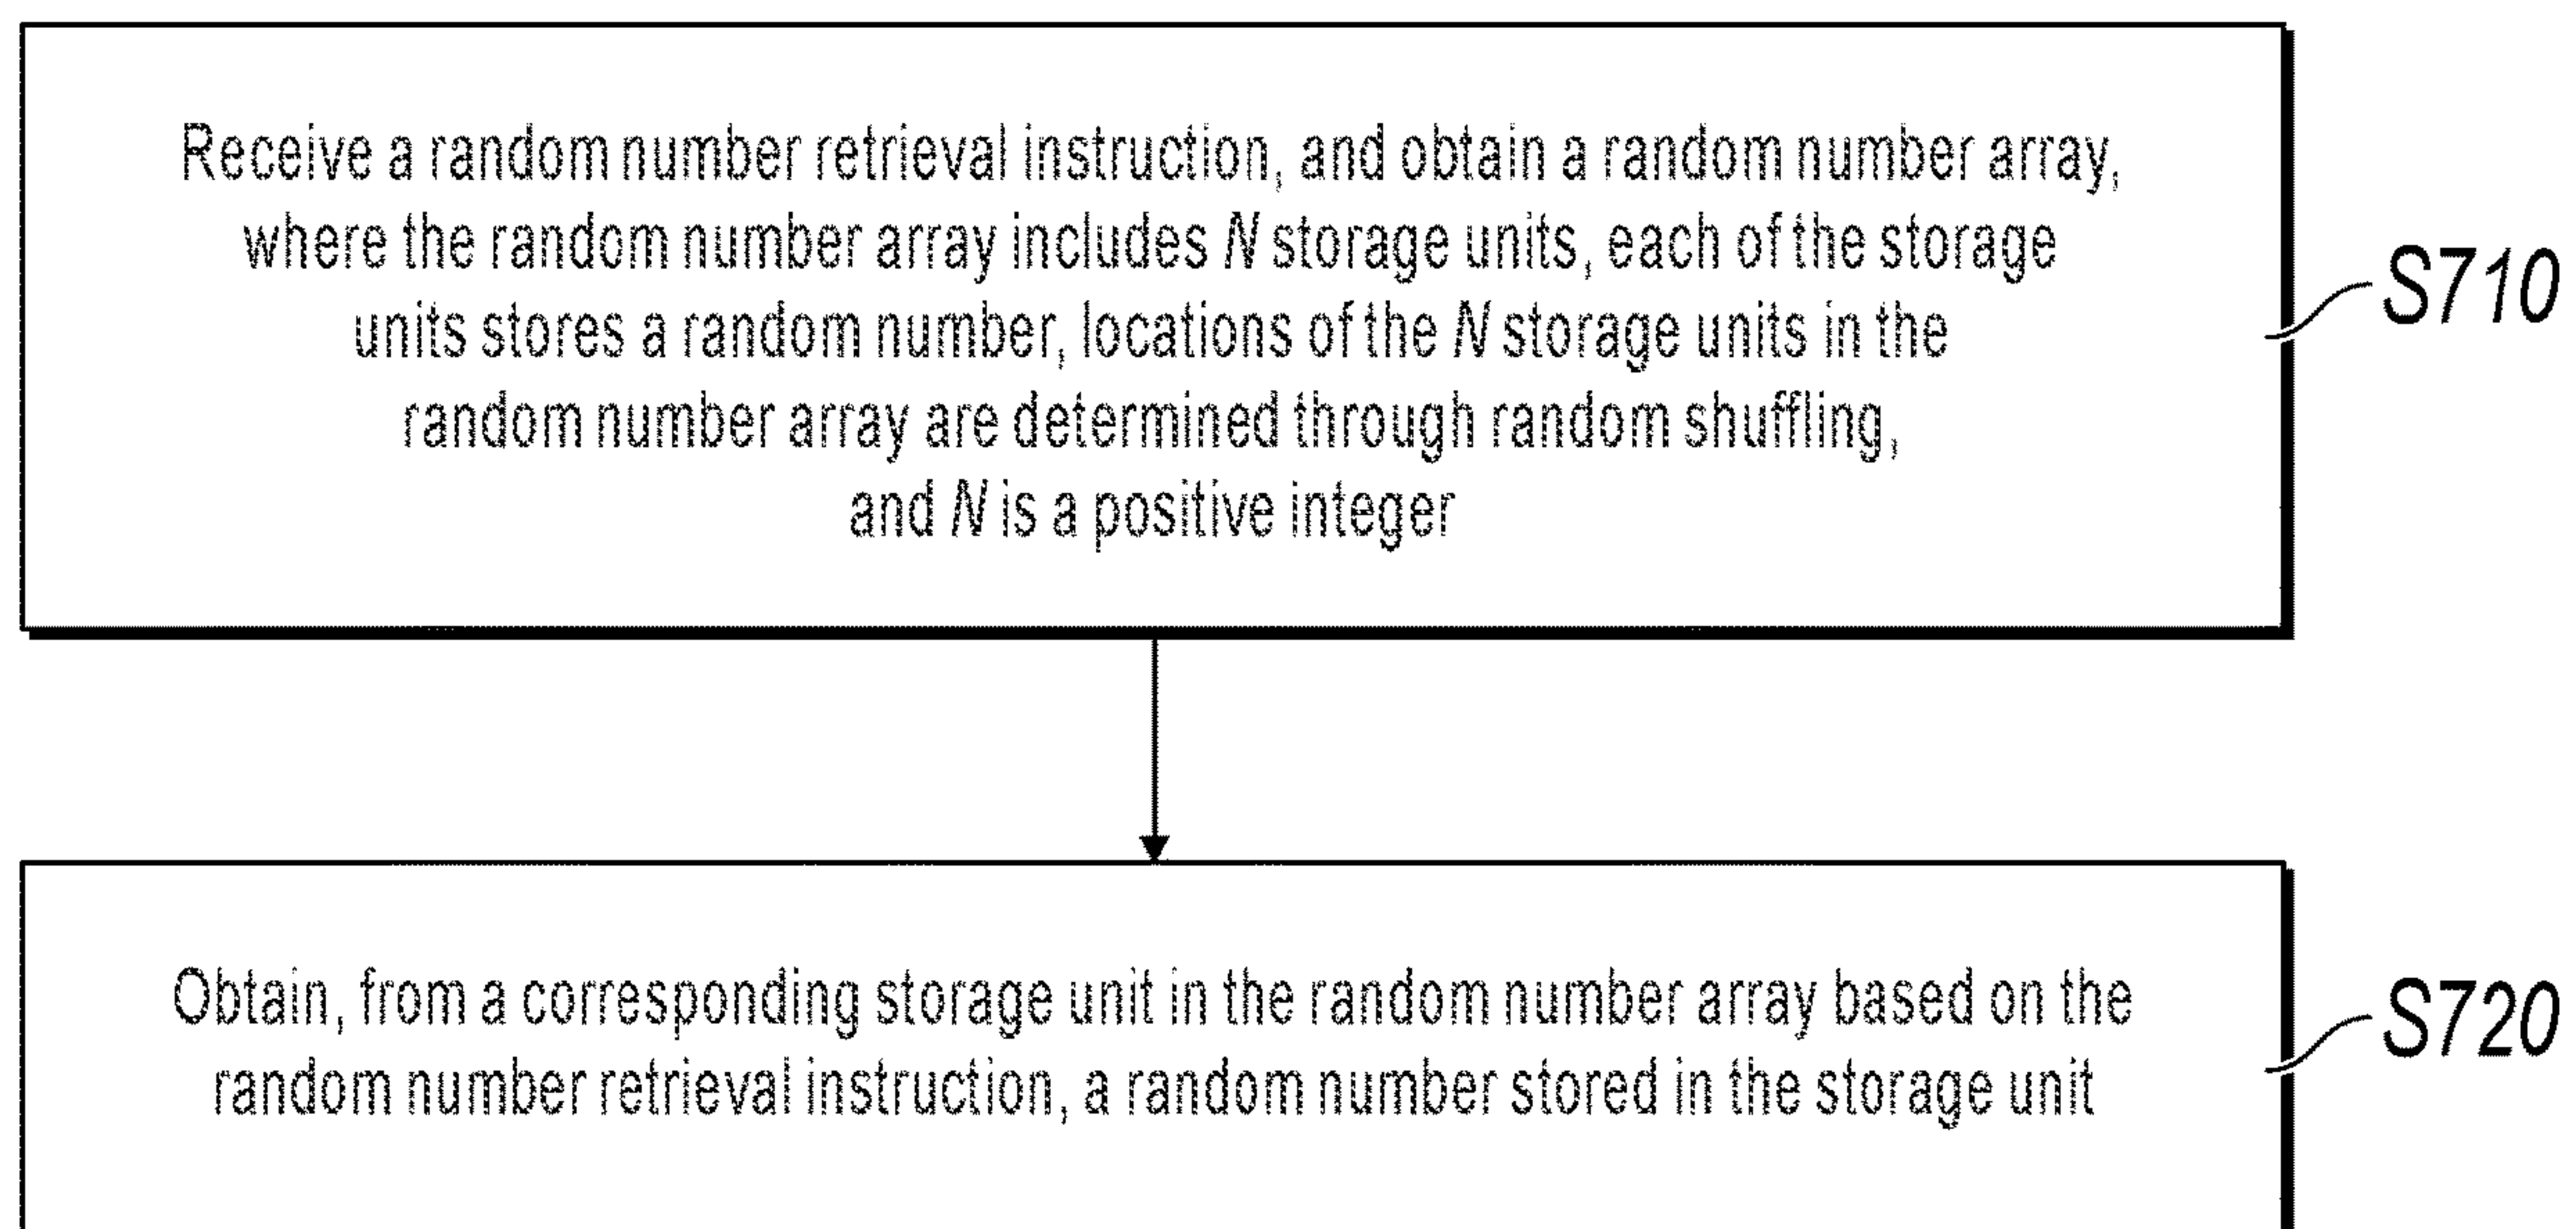 Receive a random number retrieval instruction, and obtain a random number array,
where the random number array includes N storage units, each of the storage
units stores a random number, locations of the N storage units in the
random number array are determined through random shuffling,
and N is a positive integer
S710
Obtain, from a corresponding storage unit in the random number array based on the
random number retrieval instruction, a random number stored in the storage unit
S720